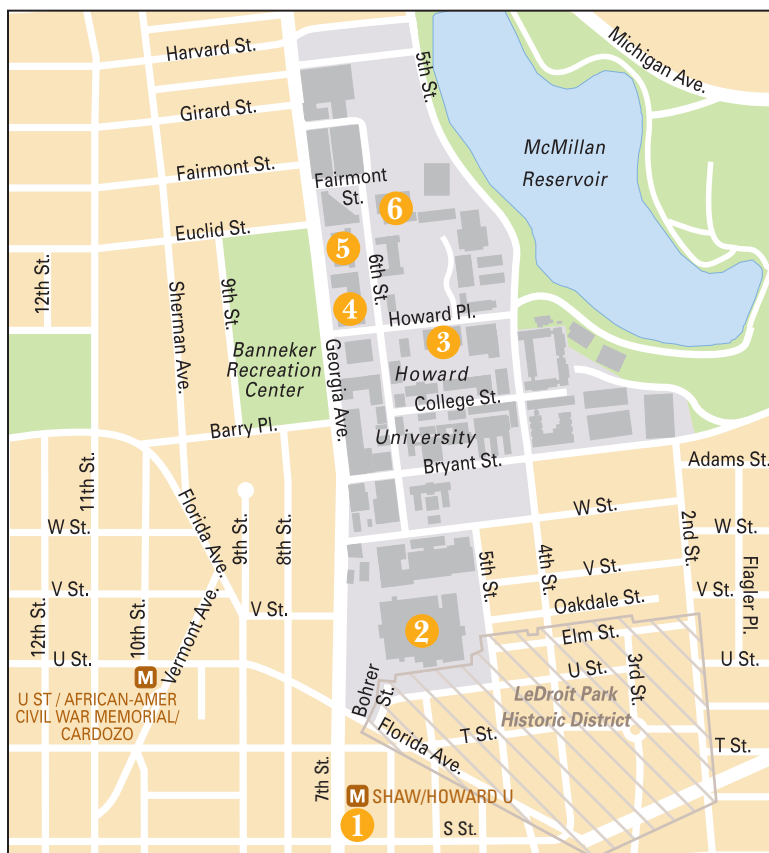 Harvard St.
5th St.
Michigan Ave.
Girard St.
McMillan
Reservoir
Fairmont St.
Fairmont
St.
6
Euclid St.
5
6th St.
12th St.
Sherman Ave.
9th St.
4
Howard Pl.
3
Georgia Ave.
Banneker
Recreation
Center
Howard
College St.
Barry Pl.
University
Bryant St.
Adams St.
11th St.
Florida Ave.
9th St.
8th St.
W St.
W St.
2nd St.
W St.
5th St.
4th St.
V St.
V St.
V St.
Flagler Pl.
Oakdale St.
V St.
12th St.
10th St.
Vermont Ave.
2
Elm St.
U St.
U St.
3rd St.
U St.
M
U ST / AFRICAN-AMER
CIVIL WAR MEMORIAL/
CARDOZO
Bohrer
St.
LeDroit Park
Historic District
Florida Ave.
T St.
T St.
7th St.
M SHAW/HOWARD U
1
S St.